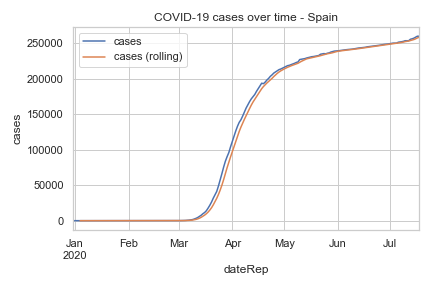 COVID-19 cases over time - Spain
cases
cases (rolling)
250000
200000
150000
100000
50000
0
cases
Jan Feb Mar Apr May Jun Jul
2020
dateRep